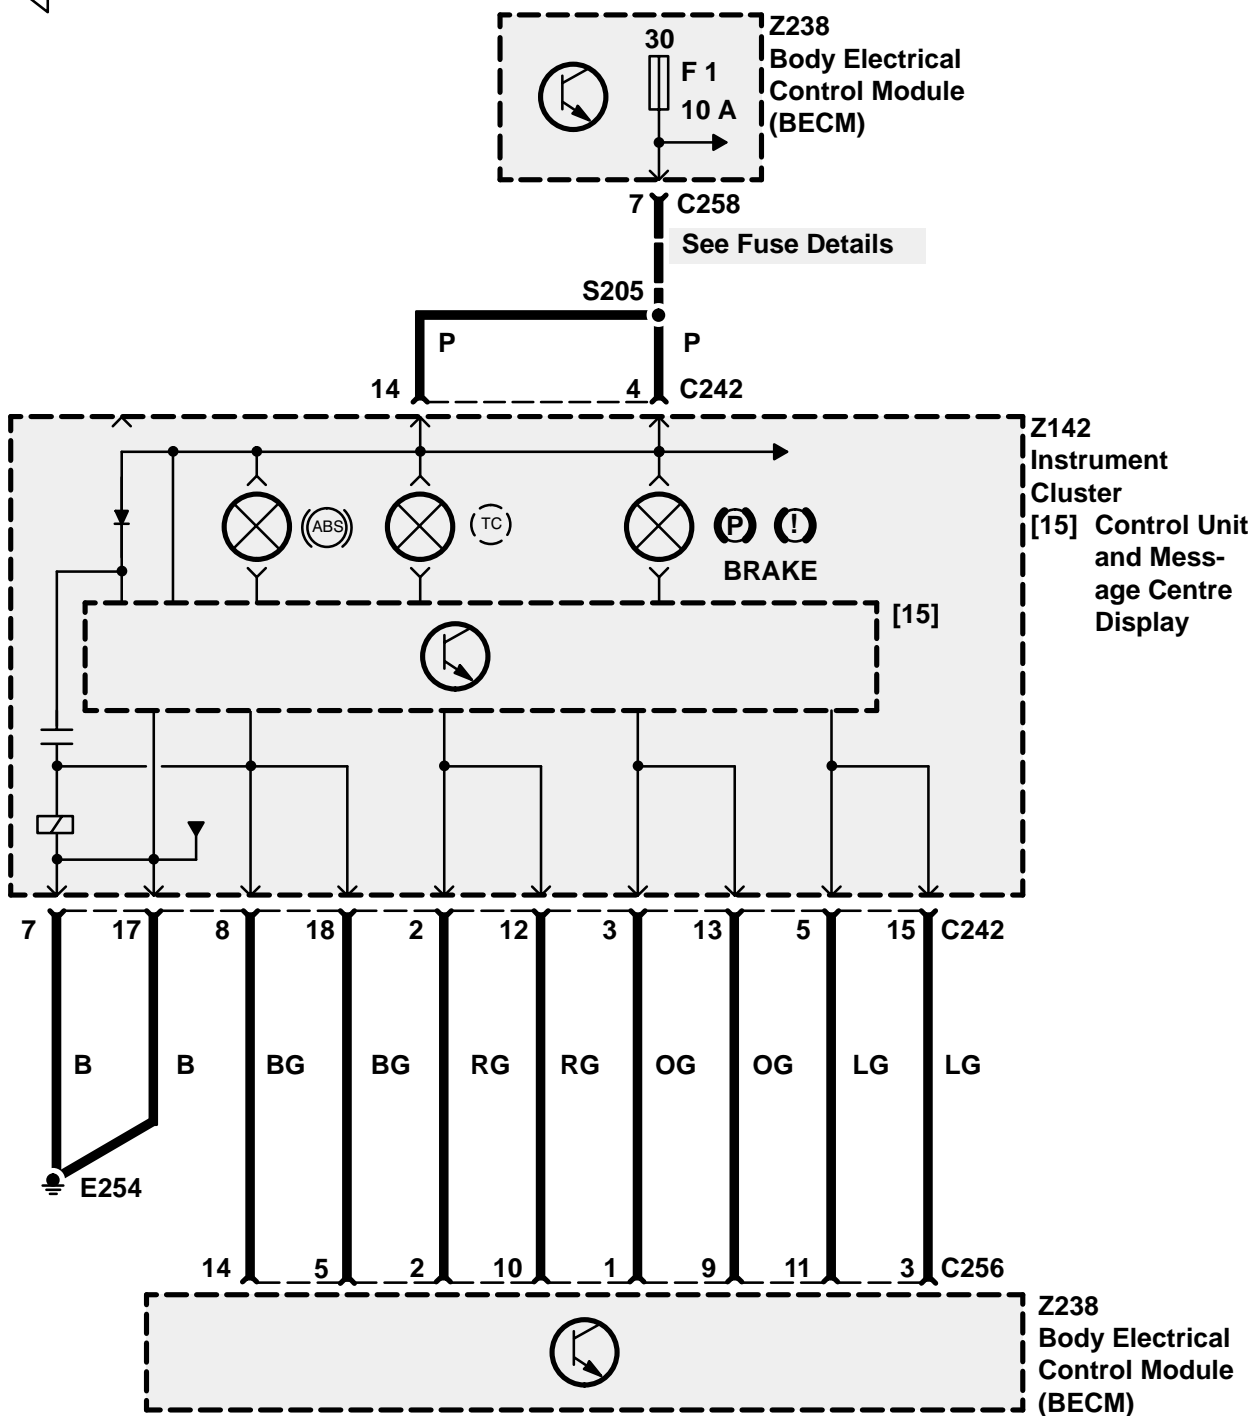 Z238
Body Electrical
Control Module
(BECM)
30
F 1
10 A
7 C258
See Fuse Details
S205
P P
14 4 C242
Z142
Instrument
Cluster
[15] Control Unit
and Mess-
age Centre
Display
ABS TC P !
BRAKE
[15]
7 17 8 18 2 12 3 13 5 15 C242
B B BG BG RG RG OG OG LG LG
E254
14 5 2 10 1 9 11 3 C256
Z238
Body Electrical
Control Module
(BECM)